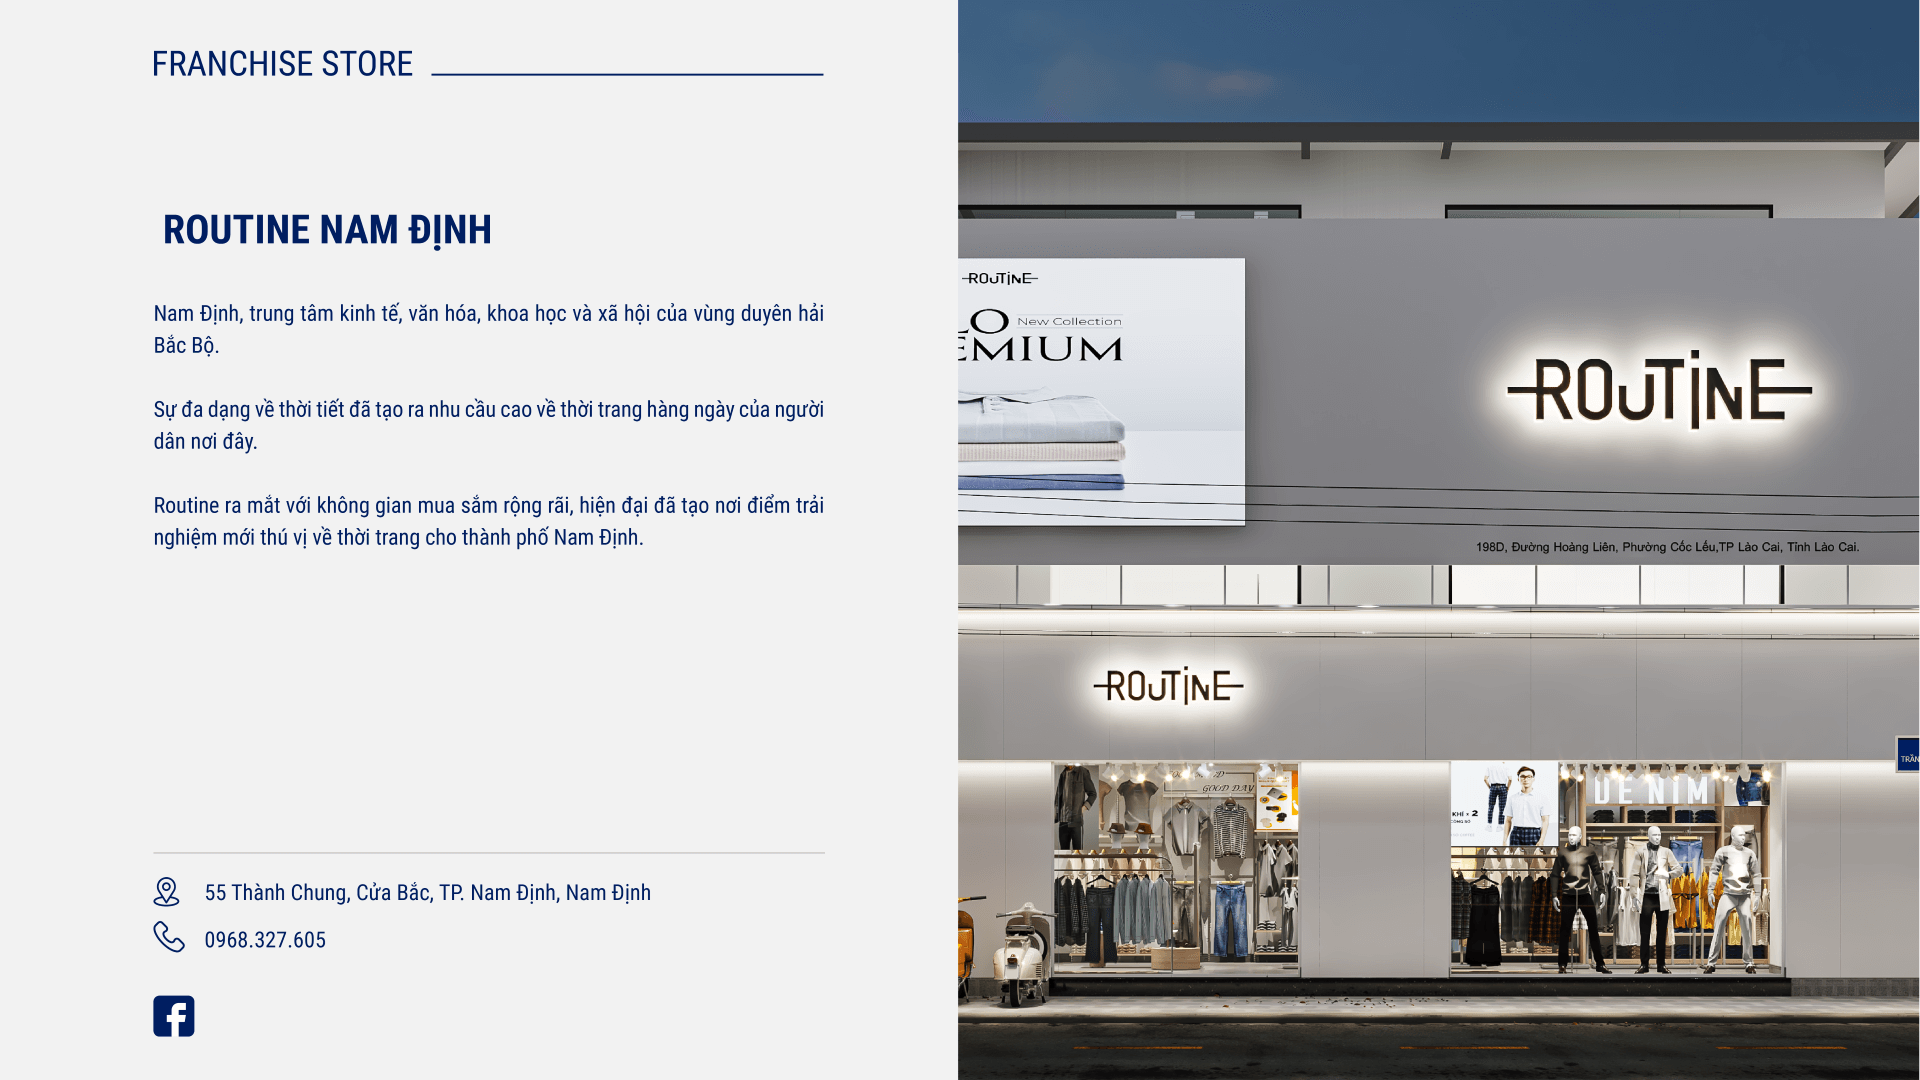 FRANCHISE STORE
ROUTINE NAM ĐỊNH
Nam Định, trung tâm kinh tế, văn hóa, khoa học và xã hội của vùng duyên hải
Bắc Bộ.
Sự đa dạng về thời tiết đã tạo ra nhu cầu cao về thời trang hàng ngày của người
dân nơi đây.
Routine ra mắt với không gian mua sắm rộng rãi, hiện đại đã tạo nơi điểm trải
nghiệm mới thú vị về thời trang cho thành phố Nam Định.
55 Thành Chung, Cửa Bắc, TP. Nam Định, Nam Định
0968.327.605
ROUTINE
LO New Collection
EMIUM
ROUTINE
198D, Đường Hoàng Liên, Phường Cốc Lếu,TP Lào Cai, Tỉnh Lào Cai.
ROUTINE
TRẦN
GOOD DAY
KHÍ × 2
DENIM